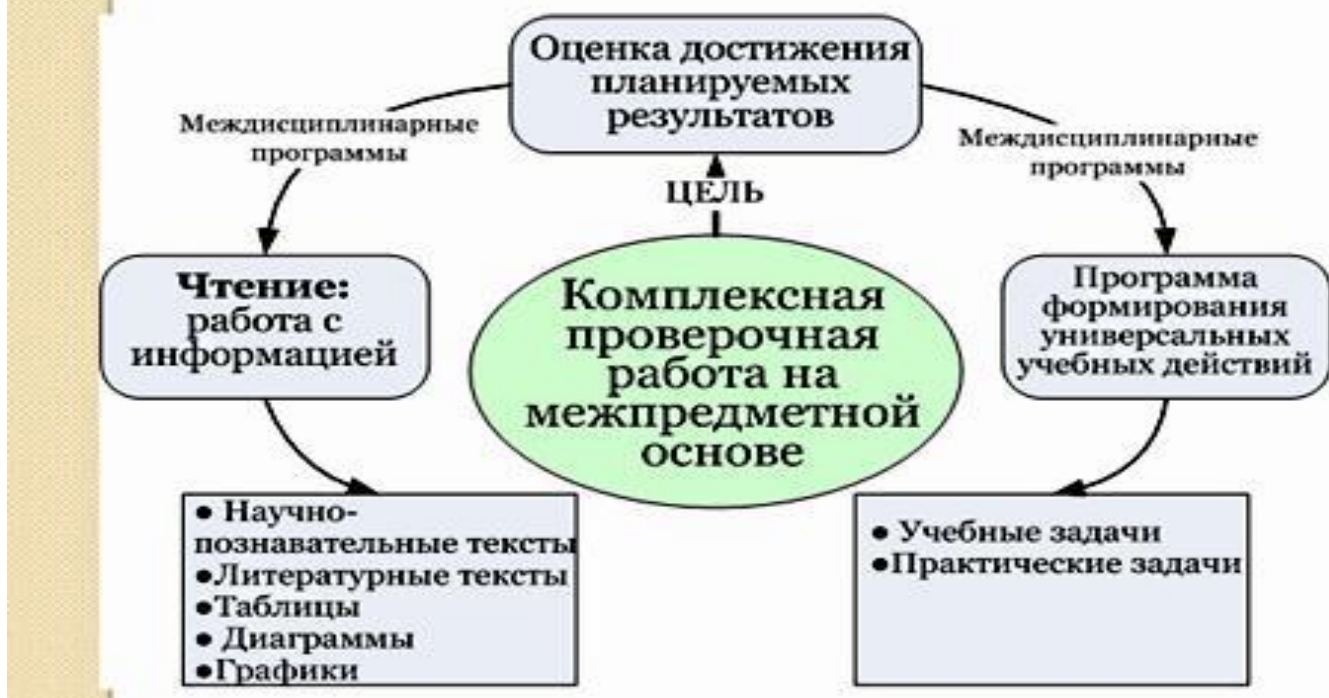 Оценка достижения
планируемых
результатов
Междисциплинарные
программы
Междисциплинарные
программы
ЦЕЛЬ
Чтение:
работа с
информацией
Комплексная
проверочная
работа на
межпредметной
основе
Программа
формирования
универсальных
учебных действий
● Научно-
познавательные тексты
●Литературные тексты
●Таблицы
● Диаграммы
●Графики
● Учебные задачи
●Практические задачи